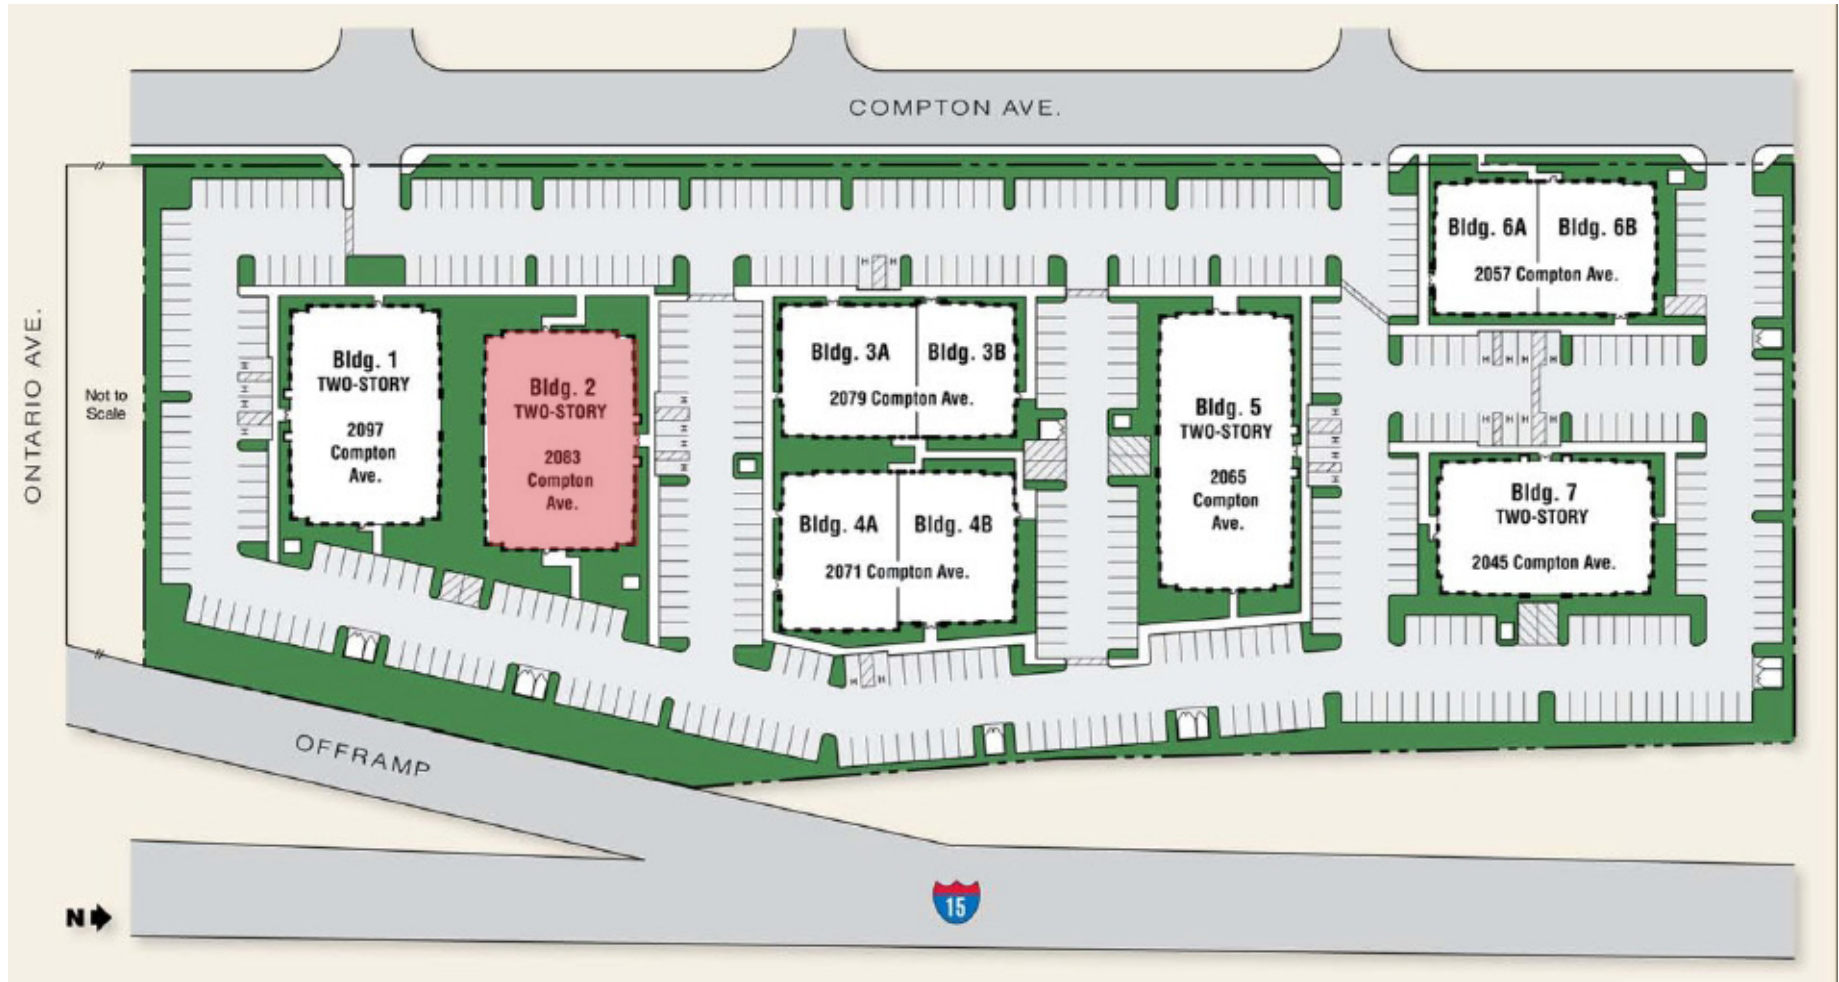 COMPTON AVE.
ONTARIO AVE.
Not to
Scale
Bldg. 1
TWO-STORY
2097
Compton
Ave.
Bldg. 2
TWO-STORY
2083
Compton
Ave.
Bldg. 3A
Bldg. 3B
2079 Compton Ave.
Bldg. 4A
Bldg. 4B
2071 Compton Ave.
Bldg. 5
TWO-STORY
2065
Compton
Ave.
Bldg. 6A
Bldg. 6B
2057 Compton Ave.
Bldg. 7
TWO-STORY
2045 Compton Ave.
H H
H
H
H
H
H
H
H
H
H
H
H
H
H H H H
H H H H
H H
OFFRAMP
15
N